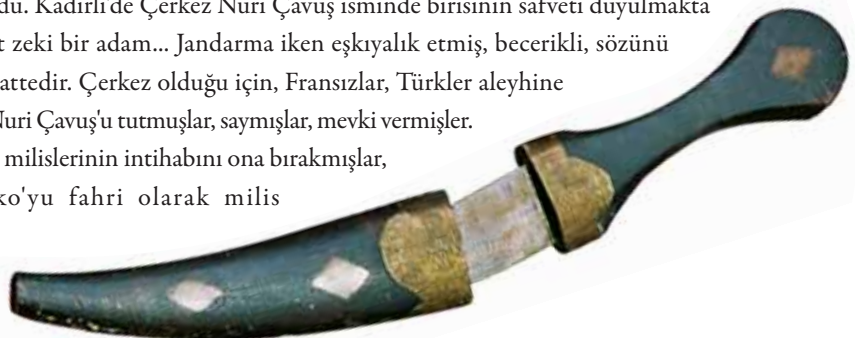 du. Kadirli'de Çerkez Nuri Çavuş isminde birisinin safveti duyulmakta
t zeki bir adam... Jandarma iken eşkıyalık etmiş, becerikli, sözünü
attedir. Çerkez olduğu için, Fransızlar, Türkler aleyhine
Nuri Çavuş'u tutmuşlar, saymışlar, mevki vermişler.
milislerinin intihabını ona bırakmışlar,
ko'yu fahri olarak milis